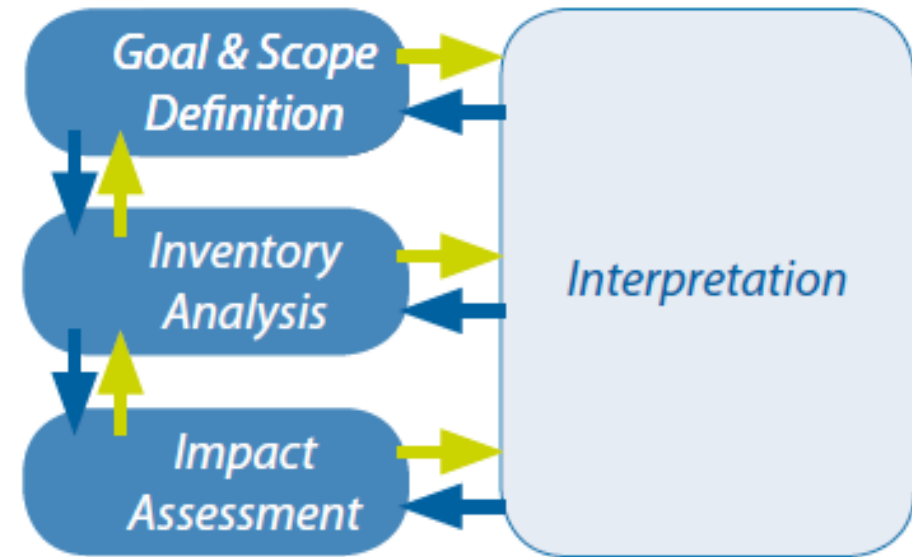 Goal & Scope
Definition
Inventory
Analysis
Interpretation
Impact
Assessment